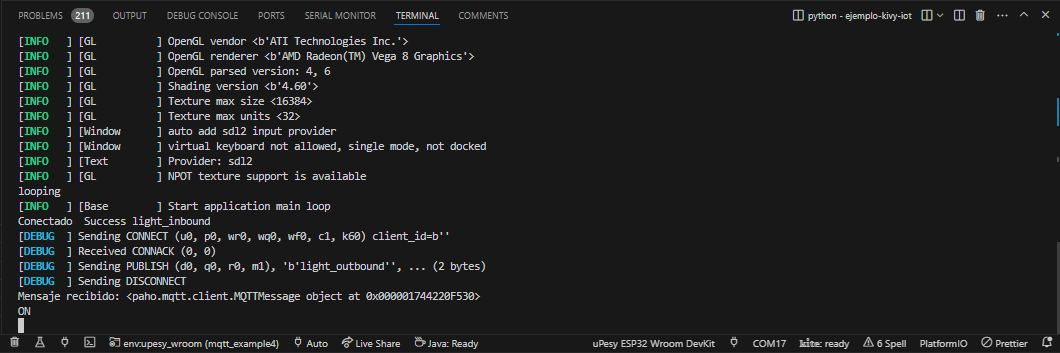 PROBLEMS 211 OUTPUT DEBUG CONSOLE PORTS SERIAL MONITOR TERMINAL COMMENTS python - ejemplo-kivy-iot
[INFO   ] [GL          ] OpenGL vendor <b'ATI Technologies Inc.'>
[INFO   ] [GL          ] OpenGL renderer <b'AMD Radeon(TM) Vega 8 Graphics'>
[INFO   ] [GL          ] OpenGL parsed version: 4, 6
[INFO   ] [GL          ] Shading version <b'4.60'>
[INFO   ] [GL          ] Texture max size <16384>
[INFO   ] [GL          ] Texture max units <32>
[INFO   ] [Window      ] auto add sdl2 input provider
[INFO   ] [Window      ] virtual keyboard not allowed, single mode, not docked
[INFO   ] [Text        ] Provider: sdl2
[INFO   ] [GL          ] NPOT texture support is available
looping
[INFO   ] [Base        ] Start application main loop
Conectado  Success light_inbound
[DEBUG  ] Sending CONNECT (u0, p0, wr0, wq0, wf0, c1, k60) client_id=b''
[DEBUG  ] Received CONNACK (0, 0)
[DEBUG  ] Sending PUBLISH (d0, q0, r0, m1), 'b'light_outbound'', ... (2 bytes)
[DEBUG  ] Sending DISCONNECT
Mensaje recibido: <paho.mqtt.client.MQTTMessage object at 0x000001744220F530>
ON
env:upesy_wroom (mqtt_example4) Auto Live Share Java: Ready uPesy ESP32 Wroom DevKit COM17 kite: ready 6 Spell PlatformIO Prettier